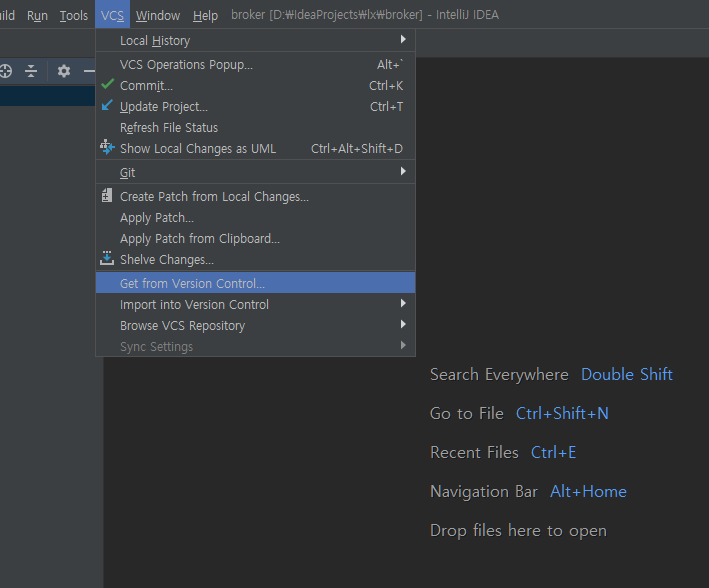 ild Run Tools VCS Window Help broker [D:₩IdeaProjects₩lx₩broker] - IntelliJ IDEA
Local History
VCS Operations Popup... Alt+`
Commit... Ctrl+K
Update Project... Ctrl+T
Refresh File Status
Show Local Changes as UML Ctrl+Alt+Shift+D
Git
Create Patch from Local Changes...
Apply Patch...
Apply Patch from Clipboard...
Shelve Changes...
Get from Version Control...
Import into Version Control
Browse VCS Repository
Sync Settings
Search Everywhere Double Shift
Go to File Ctrl+Shift+N
Recent Files Ctrl+E
Navigation Bar Alt+Home
Drop files here to open